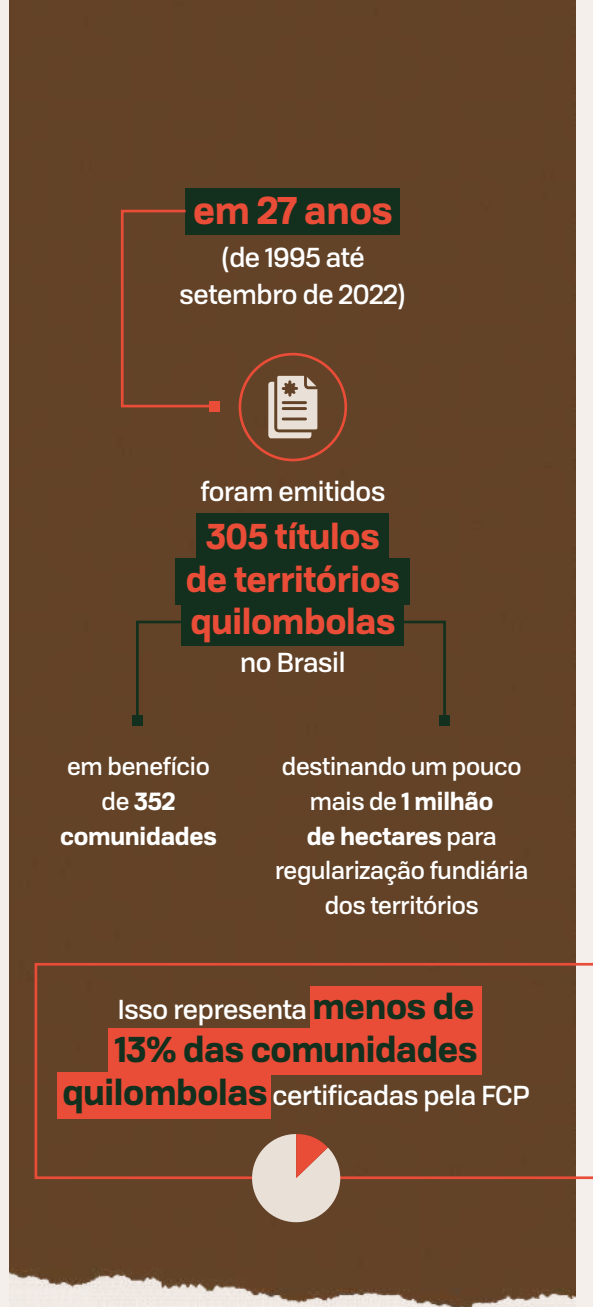 em 27 anos
(de 1995 até
setembro de 2022)
foram emitidos
305 títulos
de territórios
quilombolas
no Brasil
em benefício
de 352
comunidades
destinando um pouco
mais de 1 milhão
de hectares para
regularização fundiária
dos territórios
Isso representa menos de
13% das comunidades
quilombolas certificadas pela FCP